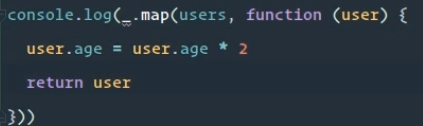 console.log(_.map(users, function (user) {
user.age = user.age * 2
return user
}))